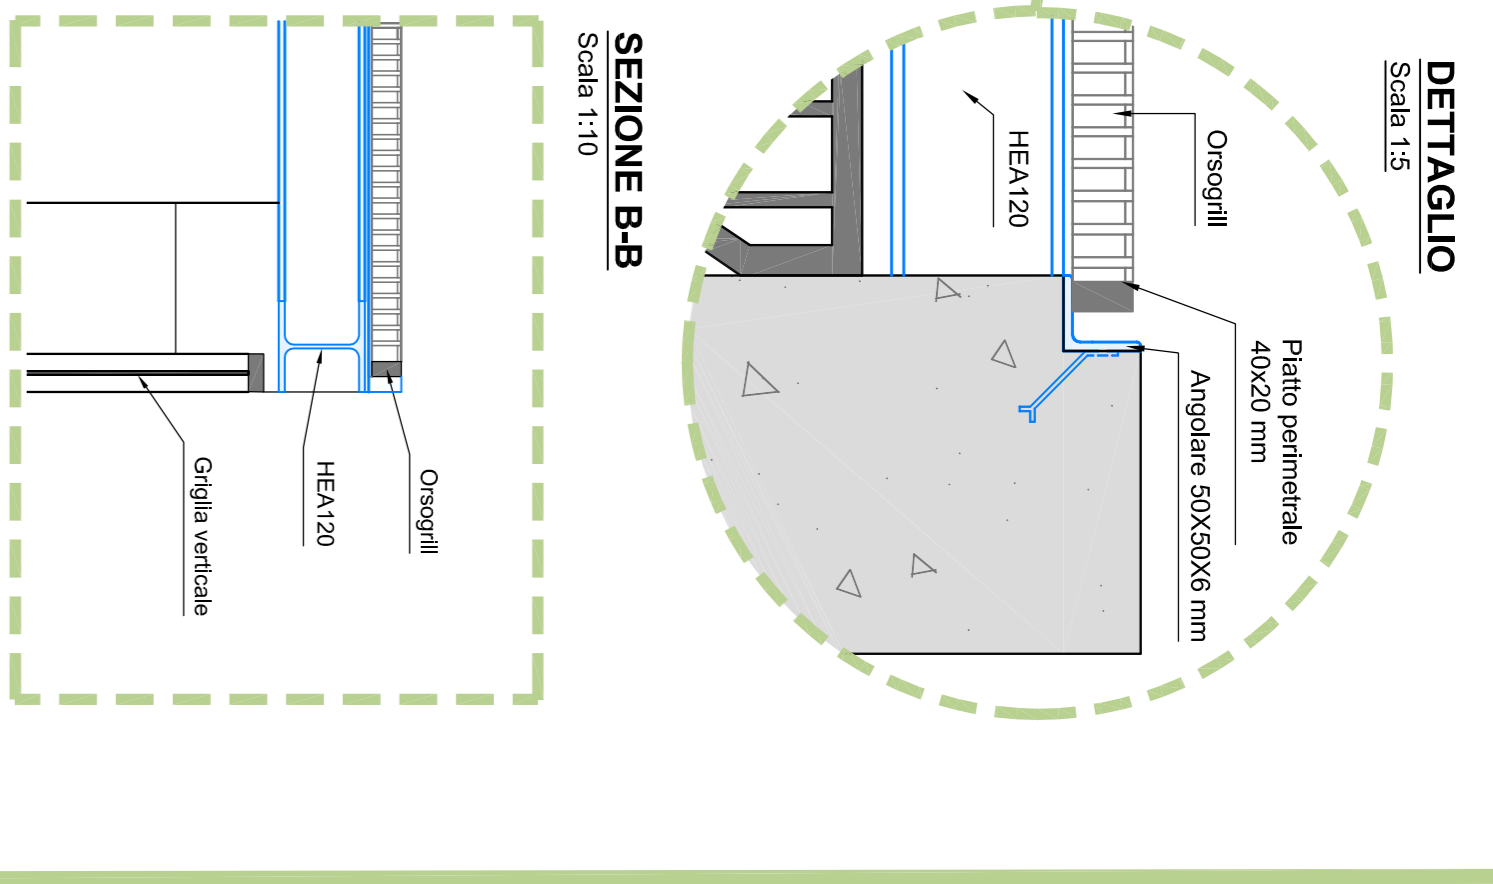 DETTAGLIO
Scala 1:5
Orsogrill
HEA120
Piatto perimetrale
40x20 mm
Angolare 50X50X6 mm
SEZIONE B-B
Scala 1:10
Orsogrill
HEA120
Griglia verticale